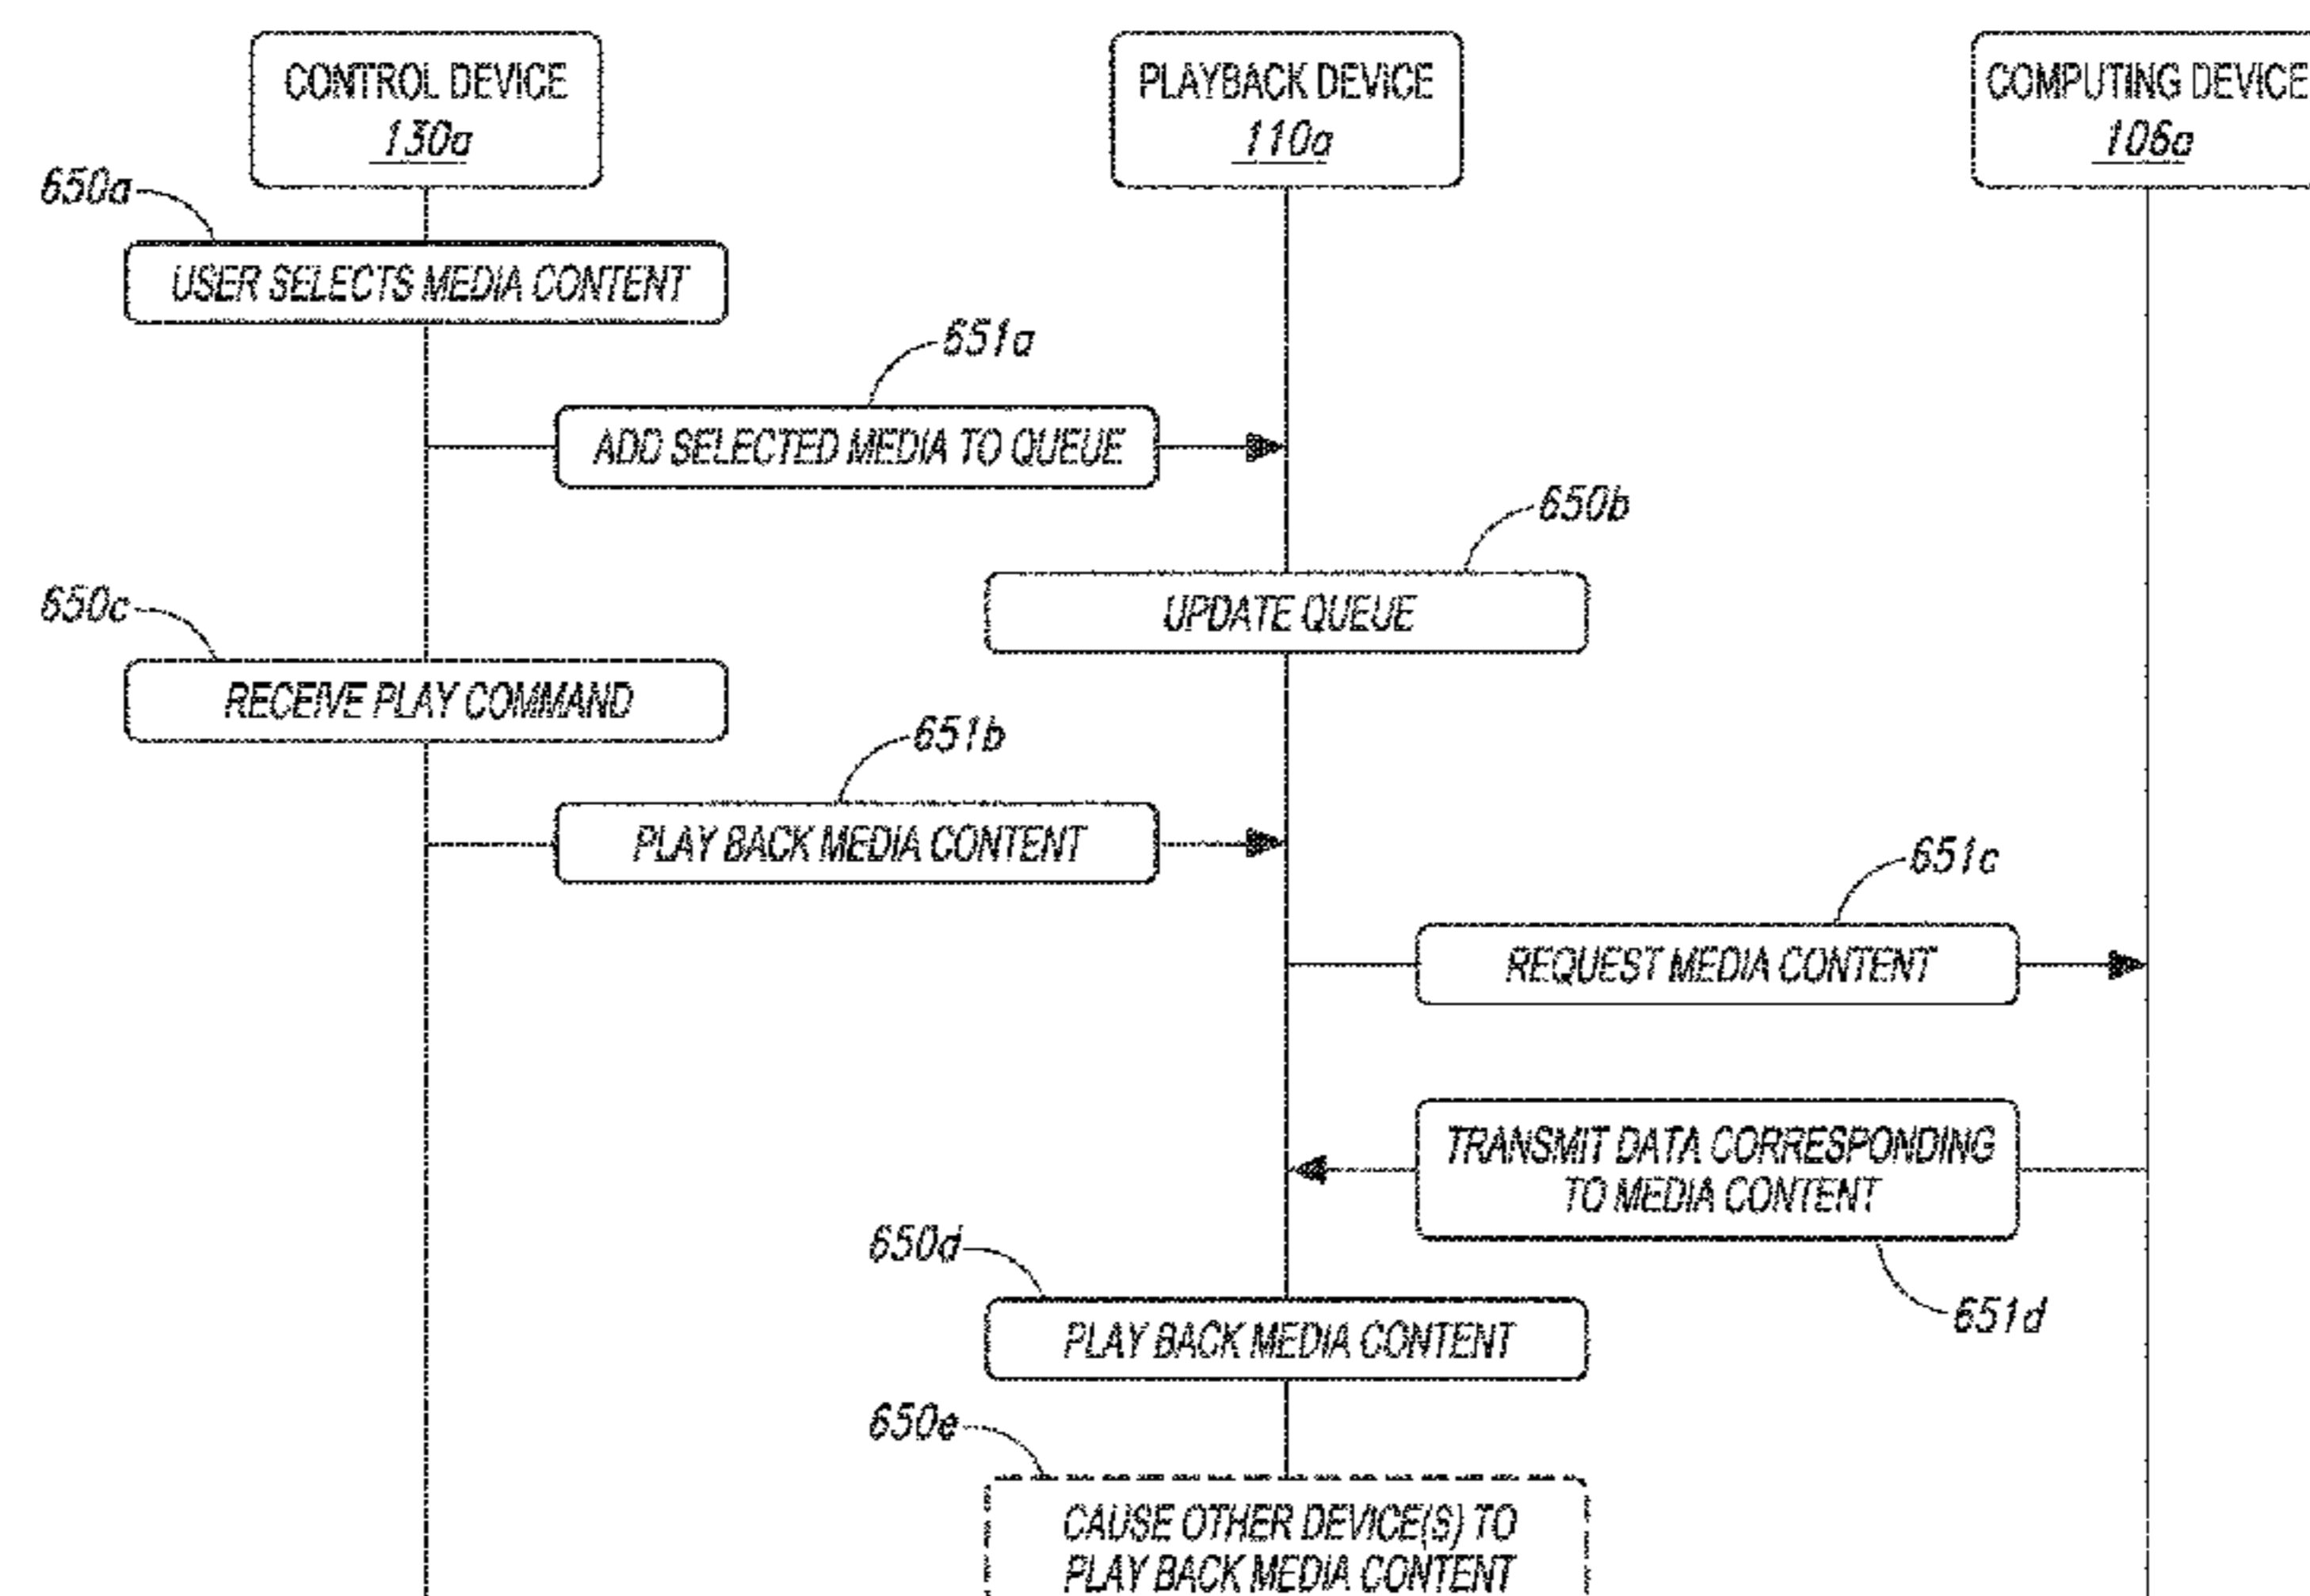 CONTROL DEVICE
130a
PLAYBACK DEVICE
110a
COMPUTING DEVICE
106a
650a
USER SELECTS MEDIA CONTENT
651a
ADD SELECTED MEDIA TO QUEUE
650b
UPDATE QUEUE
650c
RECEIVE PLAY COMMAND
651b
PLAY BACK MEDIA CONTENT
651c
REQUEST MEDIA CONTENT
TRANSMIT DATA CORRESPONDING
TO MEDIA CONTENT
651d
650d
PLAY BACK MEDIA CONTENT
650e
CAUSE OTHER DEVICE(S) TO
PLAY BACK MEDIA CONTENT